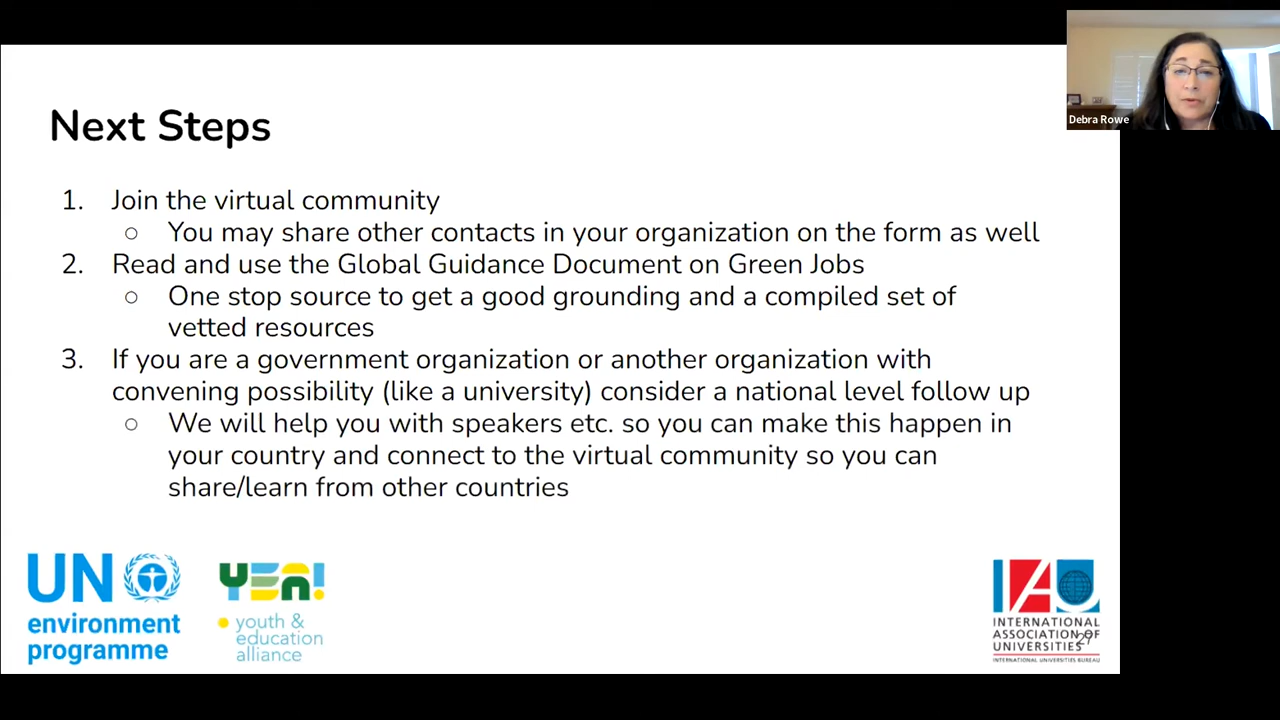 Debra Rowe
Next Steps
1. Join the virtual community
○ You may share other contacts in your organization on the form as well
2. Read and use the Global Guidance Document on Green Jobs
○ One stop source to get a good grounding and a compiled set of
vetted resources
3. If you are a government organization or another organization with
convening possibility (like a university) consider a national level follow up
○ We will help you with speakers etc. so you can make this happen in
your country and connect to the virtual community so you can
share/learn from other countries
UN
environment
programme
YEA!
youth &
education
alliance
IAU
INTERNATIONAL
ASSOCIATION OF
UNIVERSITIES
INTERNATIONAL UNIVERSITIES BUREAU
27